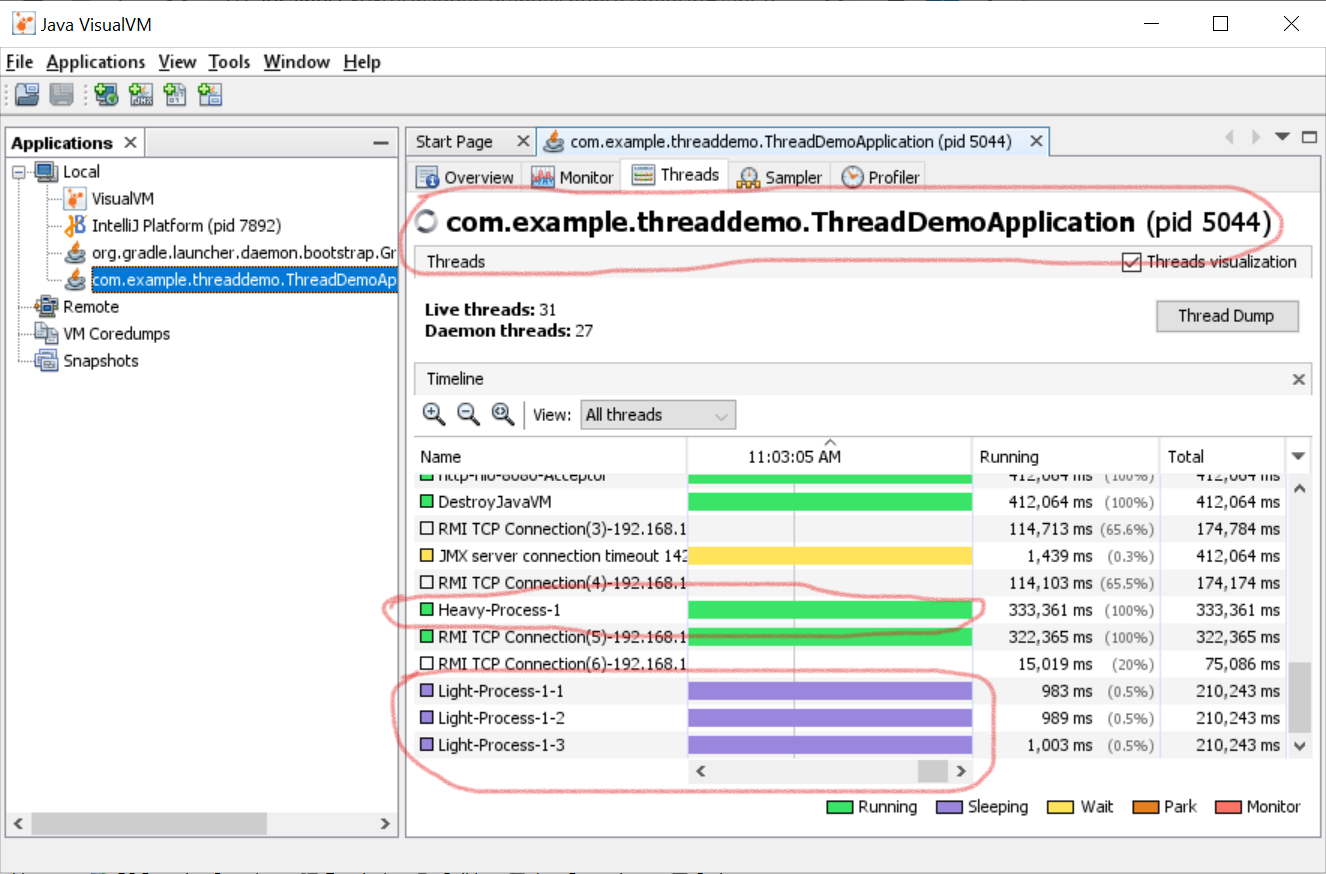 Java VisualVM
File Applications View Tools Window Help
Applications
Local
VisualVM
IntelliJ Platform (pid 7892)
org.gradle.launcher.daemon.bootstrap.Gr
com.example.threaddemo.ThreadDemoAp
Remote
VM Coredumps
Snapshots
Start Page com.example.threaddemo.ThreadDemoApplication (pid 5044)
Overview Monitor Threads Sampler Profiler
com.example.threaddemo.ThreadDemoApplication (pid 5044)
Threads Threads visualization
Live threads: 31
Daemon threads: 27
Thread Dump
Timeline
View: All threads
Name 11:03:05 AM Running Total
http-nio-8080-Acceptor 412,064 ms (100%) 412,064 ms
DestroyJavaVM 412,064 ms (100%) 412,064 ms
RMI TCP Connection(3)-192.168.1 114,713 ms (65.6%) 174,784 ms
JMX server connection timeout 142 1,439 ms (0.3%) 412,064 ms
RMI TCP Connection(4)-192.168.1 114,103 ms (65.5%) 174,174 ms
Heavy-Process-1 333,361 ms (100%) 333,361 ms
RMI TCP Connection(5)-192.168.1 322,365 ms (100%) 322,365 ms
RMI TCP Connection(6)-192.168.1 15,019 ms (20%) 75,086 ms
Light-Process-1-1 983 ms (0.5%) 210,243 ms
Light-Process-1-2 989 ms (0.5%) 210,243 ms
Light-Process-1-3 1,003 ms (0.5%) 210,243 ms
Running Sleeping Wait Park Monitor